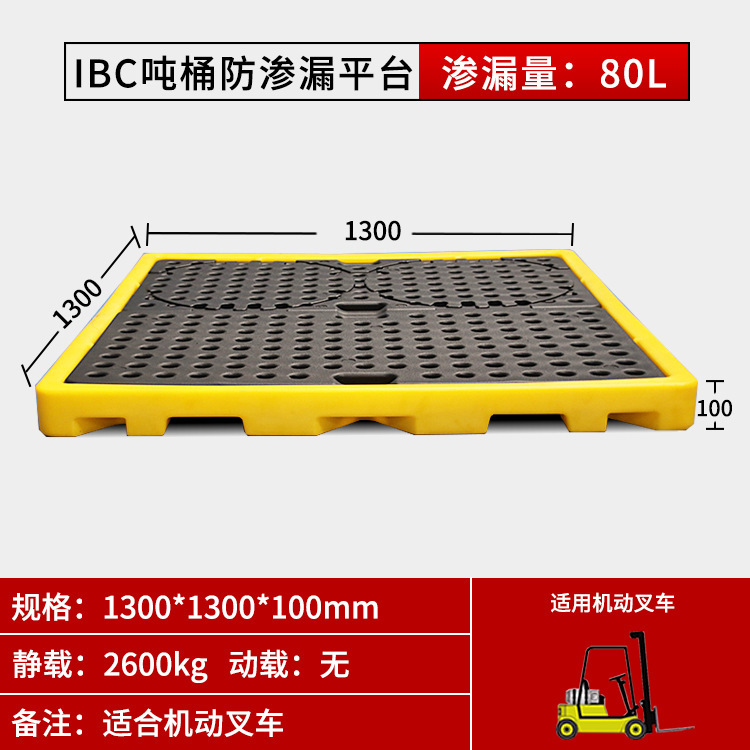 IBC吨桶防渗漏平台 渗漏量：80L
1300
1300
100
规格：1300*1300*100mm
适用机动叉车
静载：2600kg 动载：无
备注：适合机动叉车